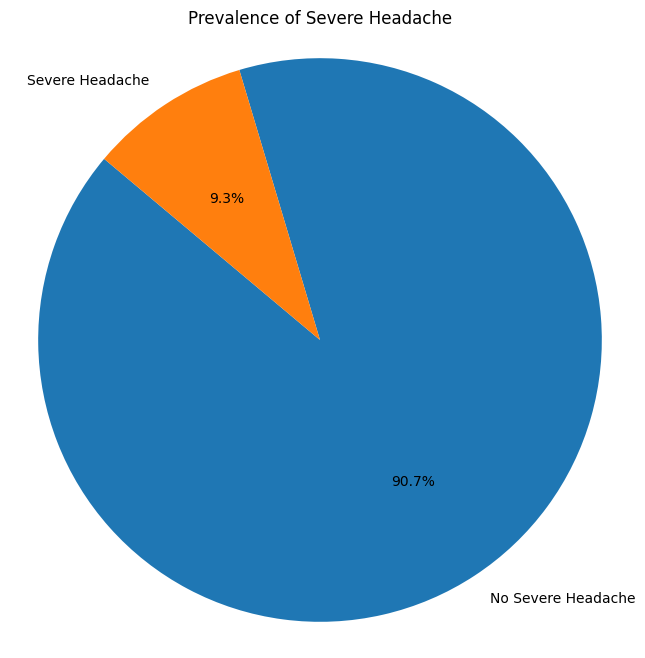 Prevalence of Severe Headache
Severe Headache
9.3%
90.7%
No Severe Headache